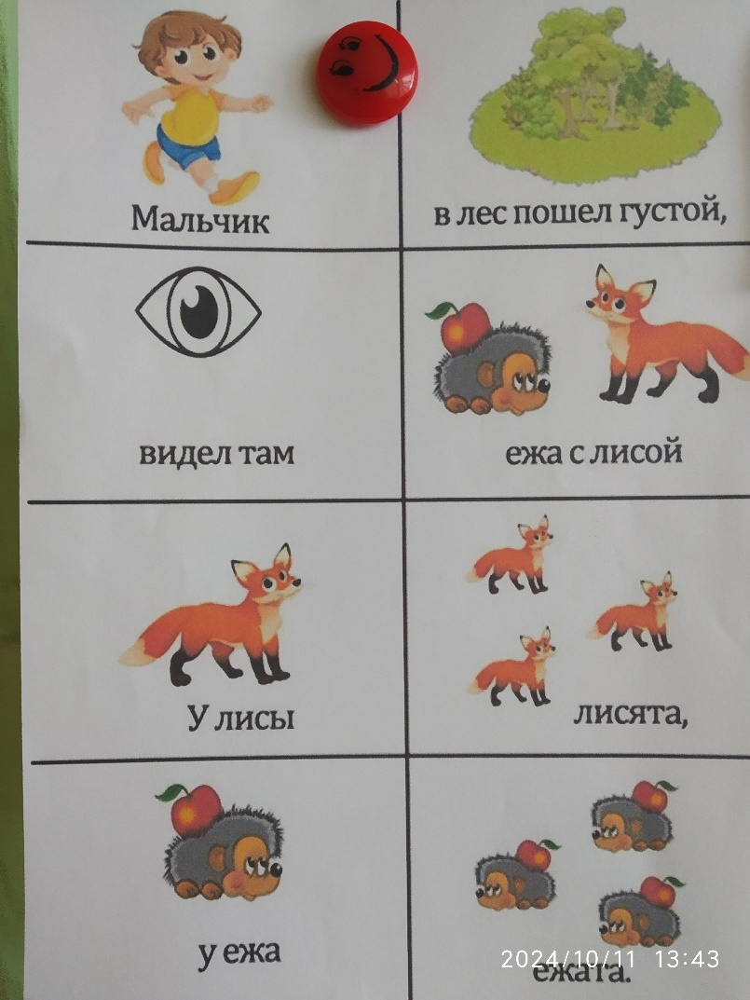 Мальчик
в лес пошел густой,
видел там
ежа с лисой
У лисы
лисята,
у ежа
ежата.
2024/10/11 13:43